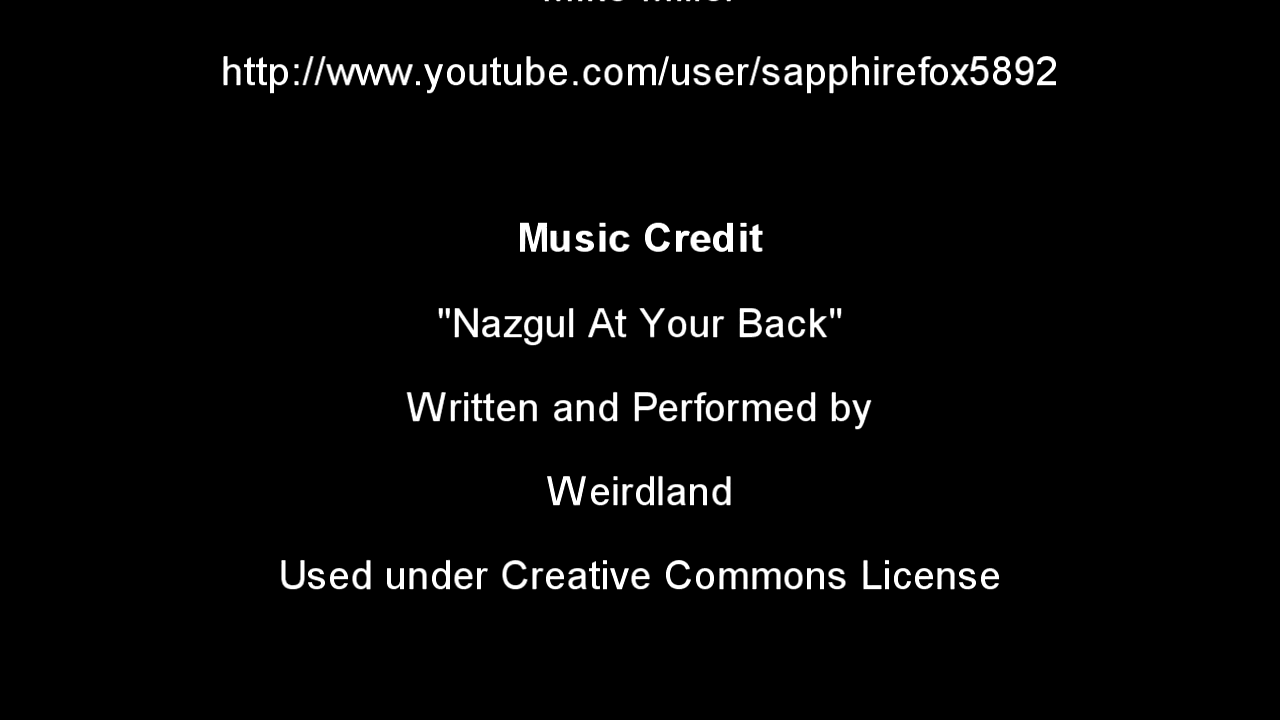 http://www.youtube.com/user/sapphirefox5892
Music Credit
"Nazgul At Your Back"
Written and Performed by
Weirdland
Used under Creative Commons License